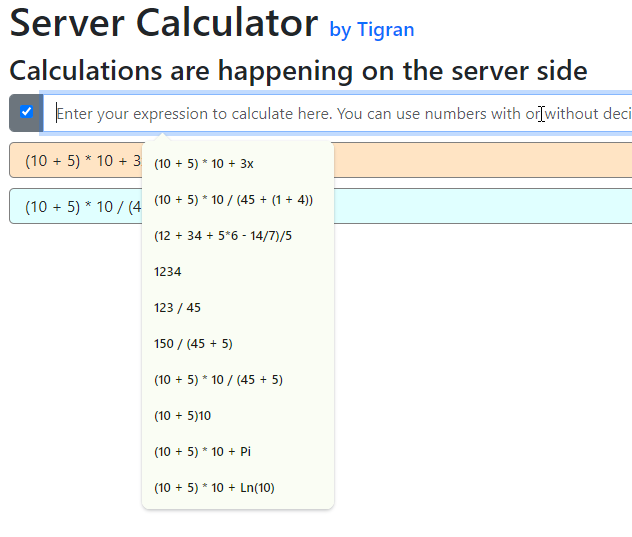 Server Calculator by Tigran
Calculations are happening on the server side
Enter your expression to calculate here. You can use numbers with or without deci
(10 + 5) * 10 + 3
(10 + 5) * 10 / (4
(10 + 5) * 10 + 3x
(10 + 5) * 10 / (45 + (1 + 4))
(12 + 34 + 5*6 - 14/7)/5
1234
123 / 45
150 / (45 + 5)
(10 + 5) * 10 / (45 + 5)
(10 + 5)10
(10 + 5) * 10 + Pi
(10 + 5) * 10 + Ln(10)